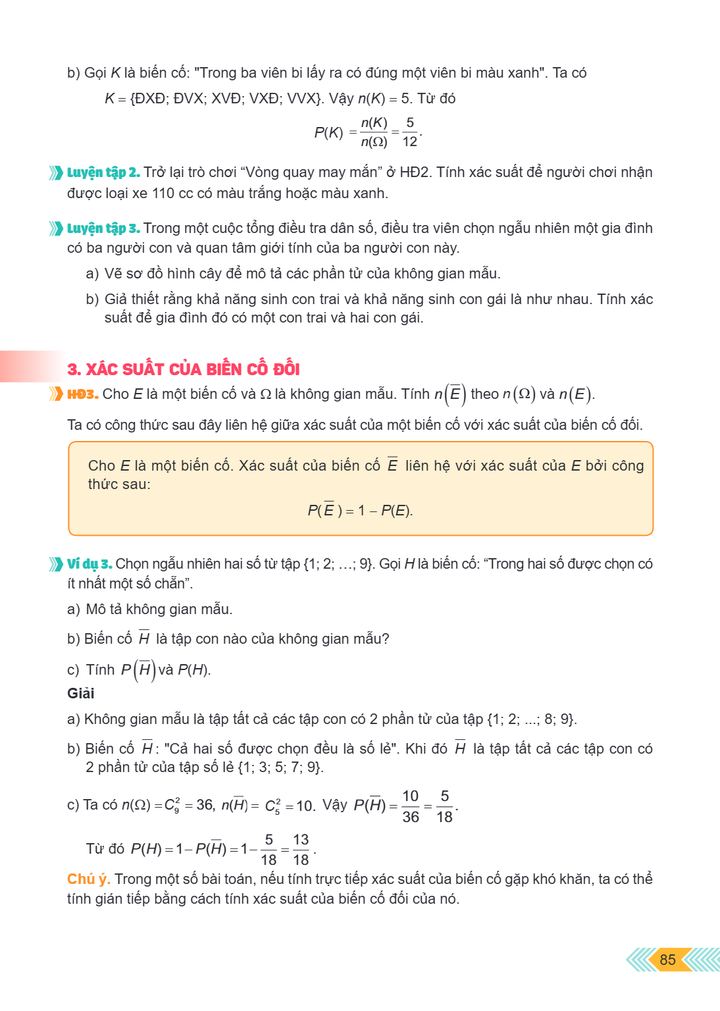 b) Gọi K là biến cố: "Trong ba viên bi lấy ra có đúng một viên bi màu xanh". Ta có
K = {ĐXĐ; ĐVX; XVĐ; VXĐ; VVX}. Vậy n(K) = 5. Từ đó
P(K) = n(K)/n(Ω) = 5/12.
Luyện tập 2. Trở lại trò chơi “Vòng quay may mắn” ở HĐ2. Tính xác suất để người chơi nhận
được loại xe 110 cc có màu trắng hoặc màu xanh.
Luyện tập 3. Trong một cuộc tổng điều tra dân số, điều tra viên chọn ngẫu nhiên một gia đình
có ba người con và quan tâm giới tính của ba người con này.
a) Vẽ sơ đồ hình cây để mô tả các phần tử của không gian mẫu.
b) Giả thiết rằng khả năng sinh con trai và khả năng sinh con gái là như nhau. Tính xác
suất để gia đình đó có một con trai và hai con gái.
3. XÁC SUẤT CỦA BIẾN CỐ ĐỐI
HĐ3. Cho E là một biến cố và Ω là không gian mẫu. Tính n(E̅) theo n(Ω) và n(E).
Ta có công thức sau đây liên hệ giữa xác suất của một biến cố với xác suất của biến cố đối.
Cho E là một biến cố. Xác suất của biến cố E̅ liên hệ với xác suất của E bởi công
thức sau:
P(E̅) = 1 – P(E).
Ví dụ 3. Chọn ngẫu nhiên hai số từ tập {1; 2; …; 9}. Gọi H là biến cố: “Trong hai số được chọn có
ít nhất một số chẵn”.
a) Mô tả không gian mẫu.
b) Biến cố H̅ là tập con nào của không gian mẫu?
c) Tính P(H̅) và P(H).
Giải
a) Không gian mẫu là tập tất cả các tập con có 2 phần tử của tập {1; 2; ...; 8; 9}.
b) Biến cố H̅: "Cả hai số được chọn đều là số lẻ". Khi đó H̅ là tập tất cả các tập con có
2 phần tử của tập số lẻ {1; 3; 5; 7; 9}.
c) Ta có n(Ω) = C₉² = 36, n(H̅) = C₅² = 10. Vậy P(H̅) = 10/36 = 5/18.
Từ đó P(H) = 1 – P(H̅) = 1 – 5/18 = 13/18.
Chú ý. Trong một số bài toán, nếu tính trực tiếp xác suất của biến cố gặp khó khăn, ta có thể
tính gián tiếp bằng cách tính xác suất của biến cố đối của nó.
85